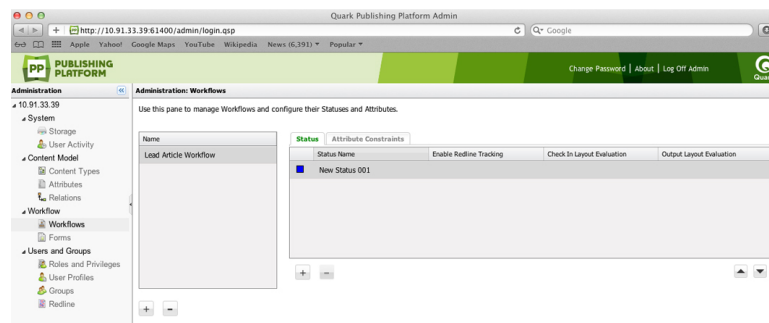 Quark Publishing Platform Admin
http://10.91.33.39:61400/admin/login.qsp
Google
Apple Yahoo! Google Maps YouTube Wikipedia News (6,391) Popular
PP PUBLISHING PLATFORM
Change Password | About | Log Off Admin
Quar
Administration
Administration: Workflows
10.91.33.39
Use this pane to manage Workflows and configure their Statuses and Attributes.
System
Storage
User Activity
Content Model
Content Types
Attributes
Relations
Workflow
Workflows
Forms
Users and Groups
Roles and Privileges
User Profiles
Groups
Redline
Name
Lead Article Workflow
Status Attribute Constraints
Status Name Enable Redline Tracking Check In Layout Evaluation Output Layout Evaluation
New Status 001